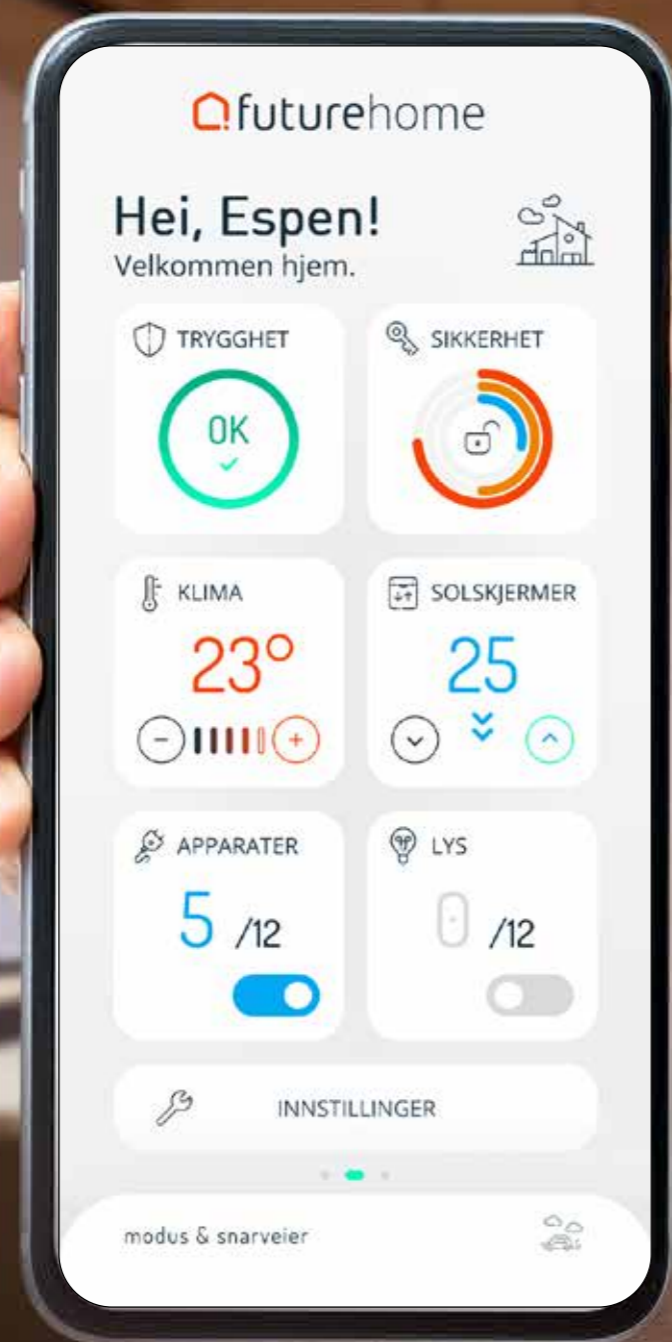 futurehome
Hei, Espen!
Velkommen hjem.
TRYGGHET
OK
SIKKERHET
KLIMA
23°
SOLSKJERMER
25
APPARATER
5 /12
LYS
0 /12
INNSTILLINGER
modus & snarveier